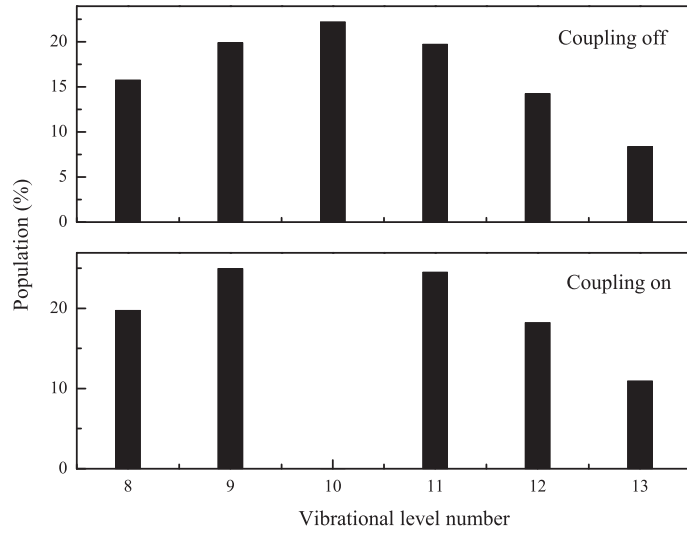 Coupling off
20
15
10
5
0
Population (%)
Coupling on
20
10
0
8 9 10 11 12 13
Vibrational level number